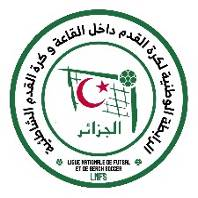 الرابطة الوطنية لكرة القدم داخل القاعة و كرة القدم الشاطئية
الجزائر
LIGUE NATIONALE DE FUTSAL
ET DE BEACH SOCCER
LNFS